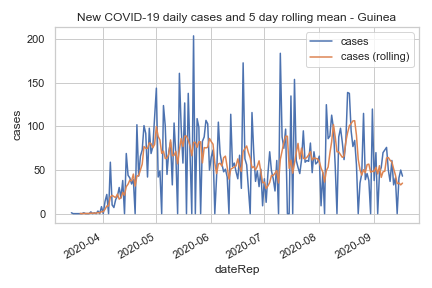 New COVID-19 daily cases and 5 day rolling mean - Guinea
cases
cases (rolling)
200
150
100
50
0
cases
2020-04
2020-05
2020-06
2020-07
2020-08
2020-09
dateRep